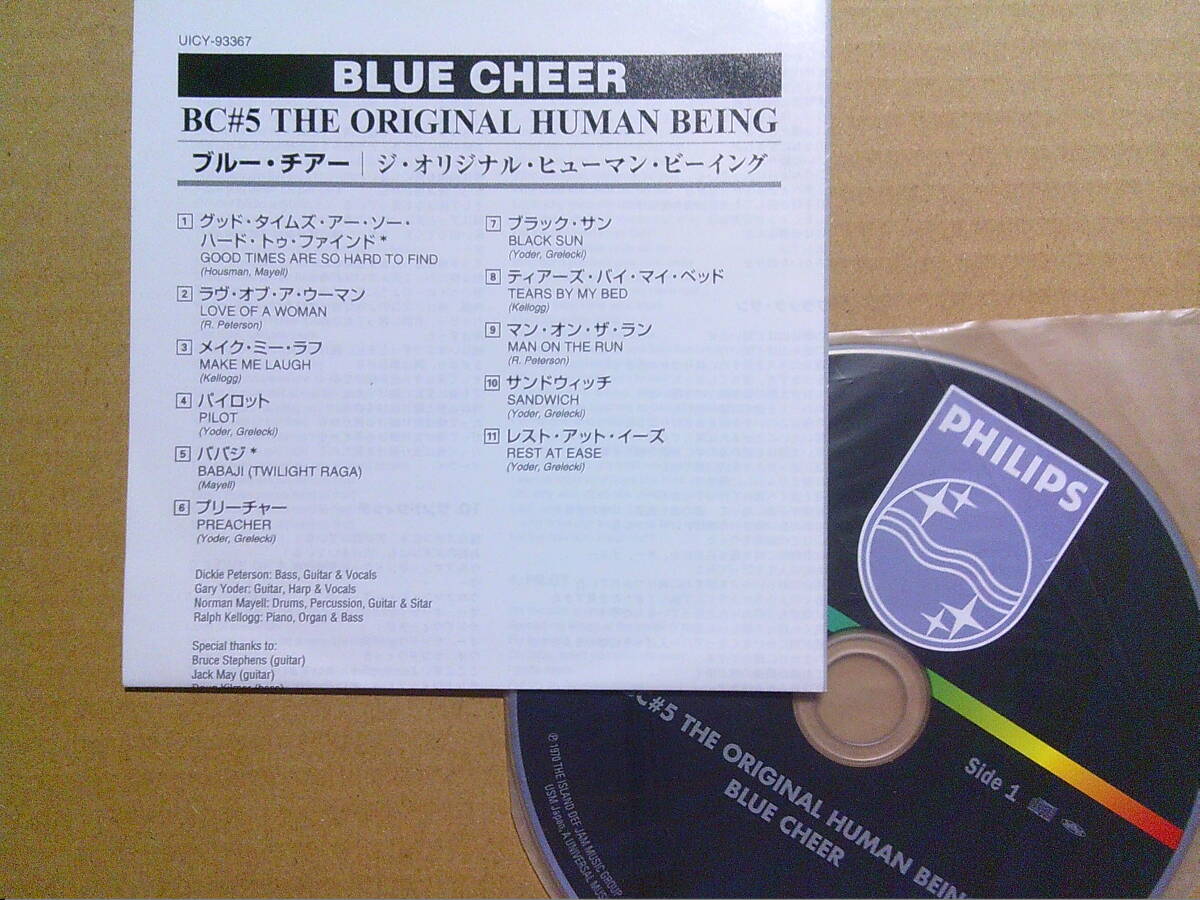 UICY-93367
BLUE CHEER
BC#5 THE ORIGINAL HUMAN BEING
ブルー・チアー｜ジ・オリジナル・ヒューマン・ビーイング
1 グッド・タイムズ・アー・ソー・
ハード・トゥ・ファインド*
GOOD TIMES ARE SO HARD TO FIND
(Housman, Mayell)
2 ラヴ・オブ・ア・ウーマン
LOVE OF A WOMAN
(R. Peterson)
3 メイク・ミー・ラフ
MAKE ME LAUGH
(Kellogg)
4 パイロット
PILOT
(Yoder, Grelecki)
5 ババジ*
BABAJI (TWILIGHT RAGA)
(Mayell)
6 プリーチャー
PREACHER
(Yoder, Grelecki)
7 ブラック・サン
BLACK SUN
(Yoder, Grelecki)
8 ティアーズ・バイ・マイ・ベッド
TEARS BY MY BED
(Kellogg)
9 マン・オン・ザ・ラン
MAN ON THE RUN
(R. Peterson)
10 サンドウィッチ
SANDWICH
(Yoder, Grelecki)
11 レスト・アット・イーズ
REST AT EASE
(Yoder, Grelecki)
Dickie Peterson: Bass, Guitar & Vocals
Gary Yoder: Guitar, Harp & Vocals
Norman Mayell: Drums, Percussion, Guitar & Sitar
Ralph Kellogg: Piano, Organ & Bass
Special thanks to:
Bruce Stephens (guitar)
Jack May (guitar)
PHILIPS
Side 1
BC#5 THE ORIGINAL HUMAN BEIN
BLUE CHEER
℗ 1970 THE ISLAND DEF JAM MUSIC GROUP
USM Japan, A UNIVERSAL MUS